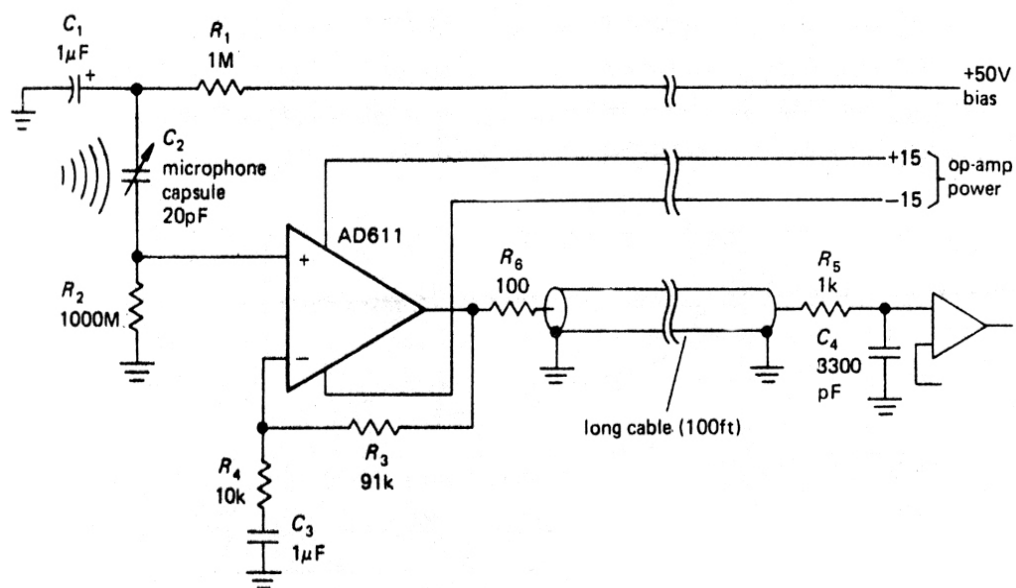 C1
1μF
+
R1
1M
+50V
bias
C2
microphone
capsule
20pF
+15
-15
op-amp
power
AD611
+
−
R2
1000M
R6
100
R5
1k
C4
3300
pF
long cable (100ft)
R3
91k
R4
10k
C3
1μF